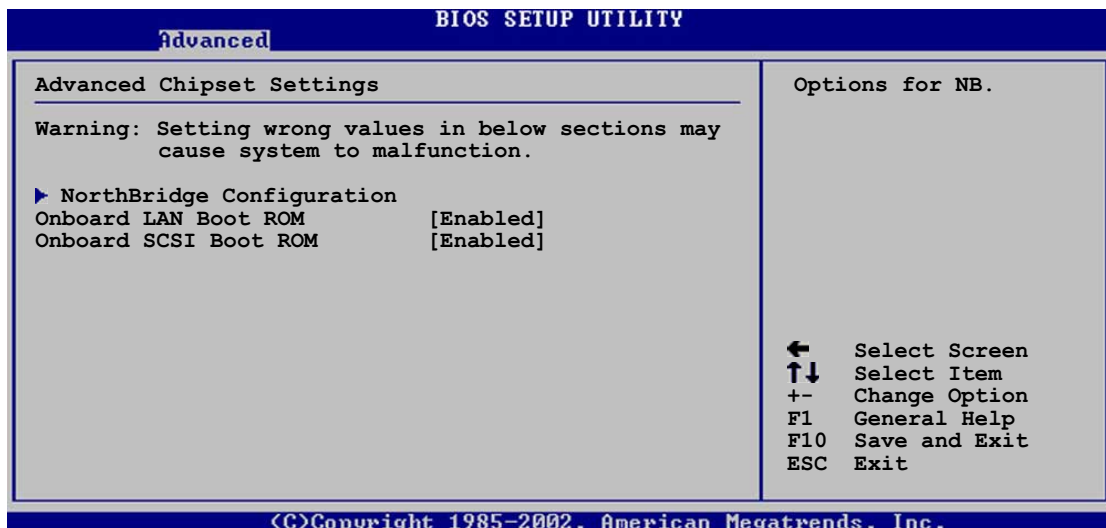 BIOS SETUP UTILITY
Advanced
Advanced Chipset Settings
Warning: Setting wrong values in below sections may
cause system to malfunction.
NorthBridge Configuration
Onboard LAN Boot ROM [Enabled]
Onboard SCSI Boot ROM [Enabled]
Options for NB.
Select Screen
↑↓ Select Item
+- Change Option
F1 General Help
F10 Save and Exit
ESC Exit
(C)Copyright 1985-2002, American Megatrends, Inc.